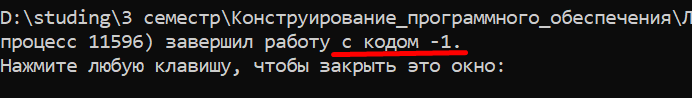 D:\studing\3 семестр\Конструирование_программного_обеспечения\Л
процесс 11596) завершил работу с кодом -1.
Нажмите любую клавишу, чтобы закрыть это окно: